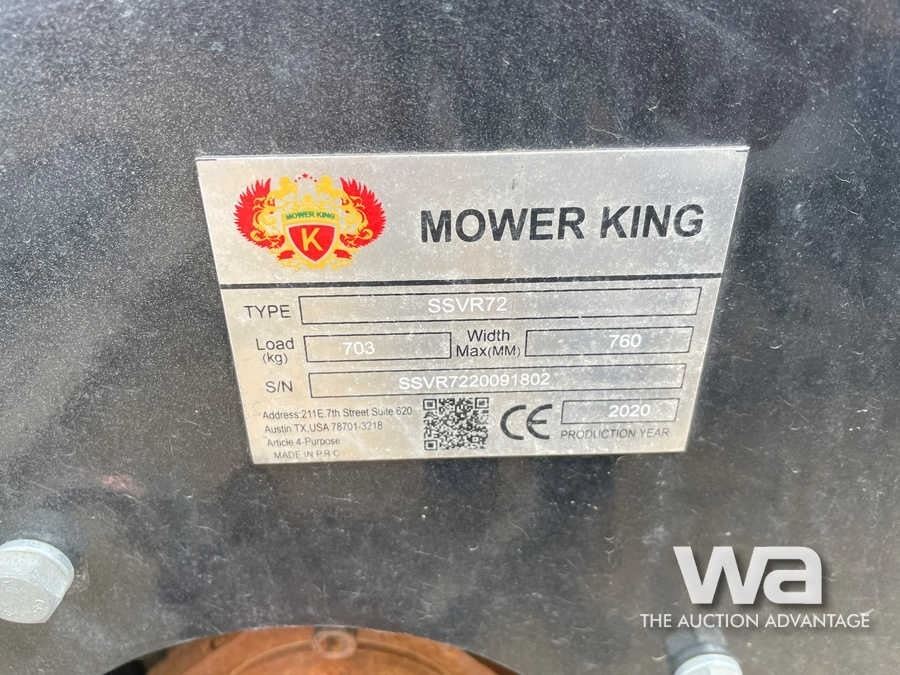 MOWER KING
K
MOWER KING
TYPE SSVR72
Load (kg) 703 Width Max(MM) 760
S/N SSVR7220091802
Address:211E.7th Street Suite 620
Austin TX,USA 78701-3218
Article 4-Purpose
MADE IN P.R.C
CE
2020
PRODUCTION YEAR
wa
THE AUCTION ADVANTAGE